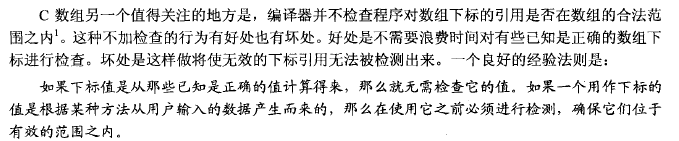 C 数组另一个值得关注的地方是，编译器并不检查程序对数组下标的引用是否在数组的合法范
围之内¹。这种不加检查的行为有好处也有坏处。好处是不需要浪费时间对有些已知是正确的数组下
标进行检查。坏处是这样做将使无效的下标引用无法被检测出来。一个良好的经验法则是：
如果下标值是从那些已知是正确的值计算得来，那么就无需检查它的值。如果一个用作下标的
值是根据某种方法从用户输入的数据产生而来的，那么在使用它之前必须进行检测，确保它们位于
有效的范围之内。